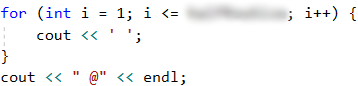 for (int i = 1; i <= ; i++) {
cout << ' ';
}
cout << " @" << endl;